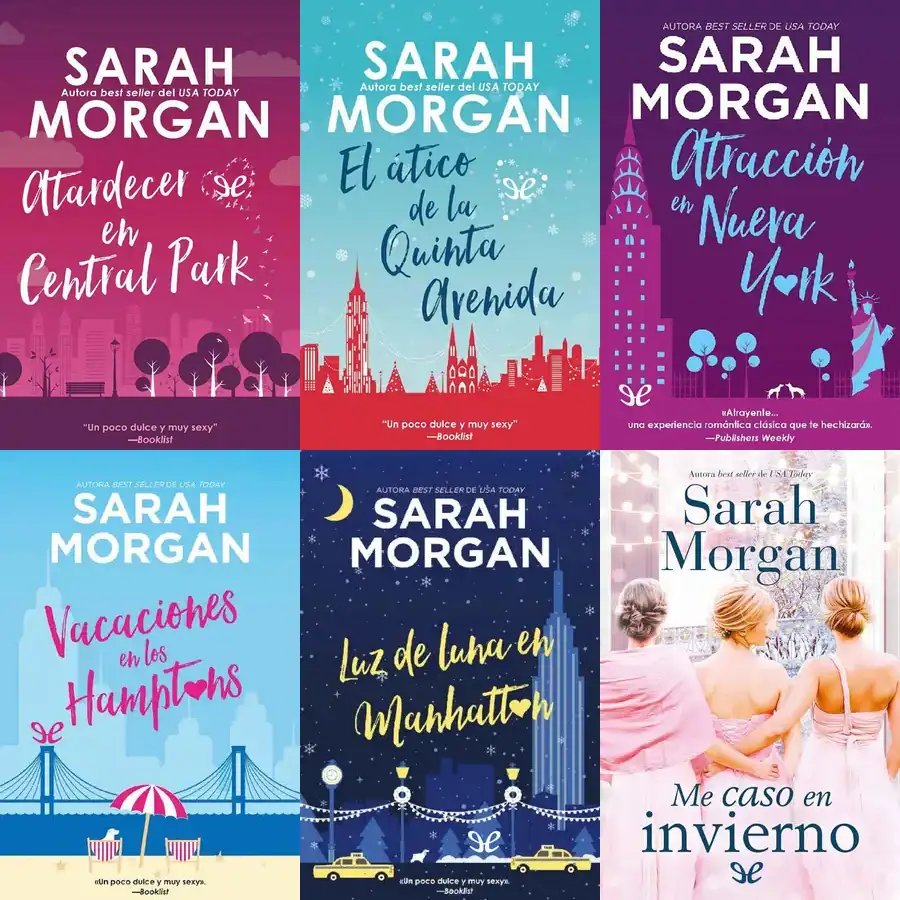 SARAH
Autora best seller del USA TODAY
MORGAN
Atardecer
en
Central Park
"Un poco dulce y muy sexy"
—Booklist
SARAH
Autora best seller del USA TODAY
MORGAN
El ático
de la
Quinta
Avenida
"Un poco dulce y muy sexy"
—Booklist
AUTORA BEST SELLER DE USA TODAY
SARAH
MORGAN
Atracción
en Nueva
York
«Atrayente...
una experiencia romántica clásica que te hechizará».
—Publishers Weekly
AUTORA BEST SELLER DE USA TODAY
SARAH
MORGAN
Vacaciones
en los
Hamptons
«Un poco dulce y muy sexy».
—Booklist
AUTORA BEST SELLER DE USA TODAY
SARAH
MORGAN
Luz de luna en
Manhattan
TAXI
TAXI
«Un poco dulce y muy sexy».
—Booklist
Autora best seller de USA Today
Sarah
Morgan
Me caso en
invierno